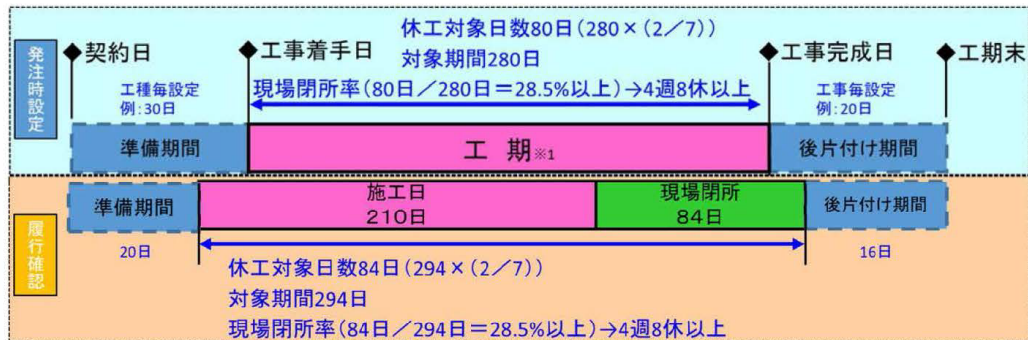 発注時設定
休工対象日数80日(280×(2/7))
◆契約日
◆工事着手日
対象期間280日
◆工事完成日
◆工期末
工種毎設定
例:30日
現場閉所率(80日/280日=28.5%以上)→4週8休以上
工事毎設定
例:20日
準備期間
工 期※1
後片付け期間
履行確認
準備期間
施工日
210日
現場閉所
84日
後片付け期間
20日
16日
休工対象日数84日(294×(2/7))
対象期間294日
現場閉所率(84日/294日=28.5%以上)→4週8休以上